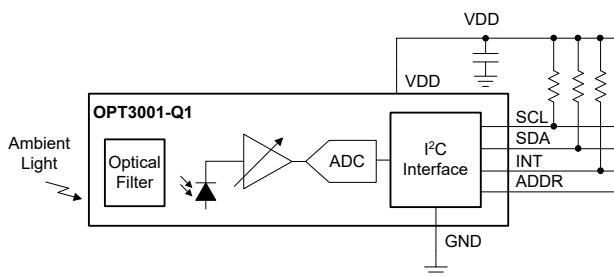 VDD
VDD
OPT3001-Q1
Ambient
Light
Optical
Filter
ADC
I²C
Interface
SCL
SDA
INT
ADDR
GND